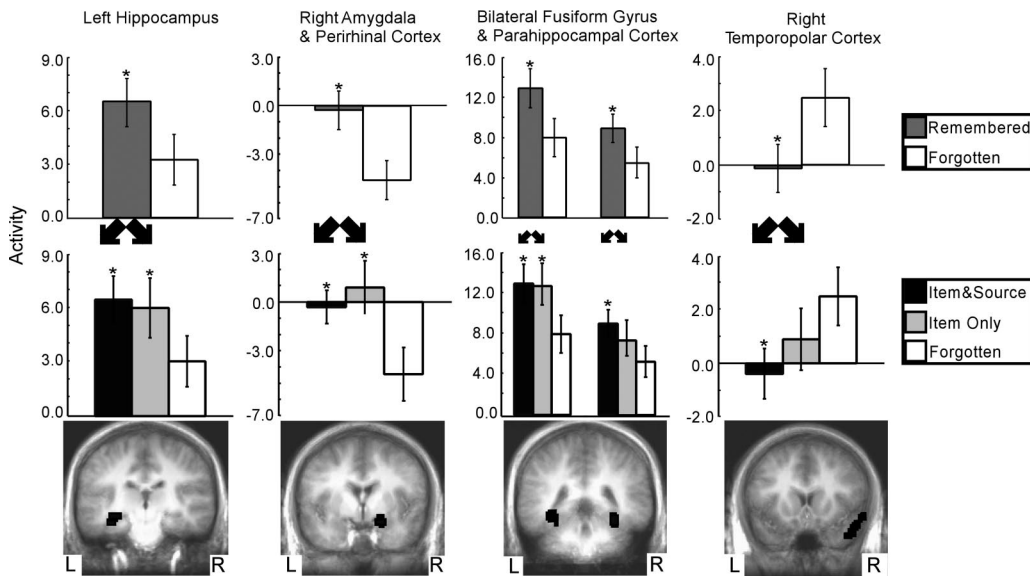 Left Hippocampus
Right Amygdala
& Perirhinal Cortex
Bilateral Fusiform Gyrus
& Parahippocampal Cortex
Right
Temporopolar Cortex
Activity
9.0
6.0
3.0
0.0
*
3.0
0.0
-3.0
-7.0
*
16.0
12.0
8.0
4.0
0.0
* *
4.0
2.0
0.0
-2.0
*
Remembered
Forgotten
9.0
6.0
3.0
0.0
* *
3.0
0.0
-3.0
-7.0
* *
16.0
12.0
8.0
4.0
0.0
* * *
4.0
2.0
0.0
-2.0
*
Item&Source
Item Only
Forgotten
L R
L R
L R
L R